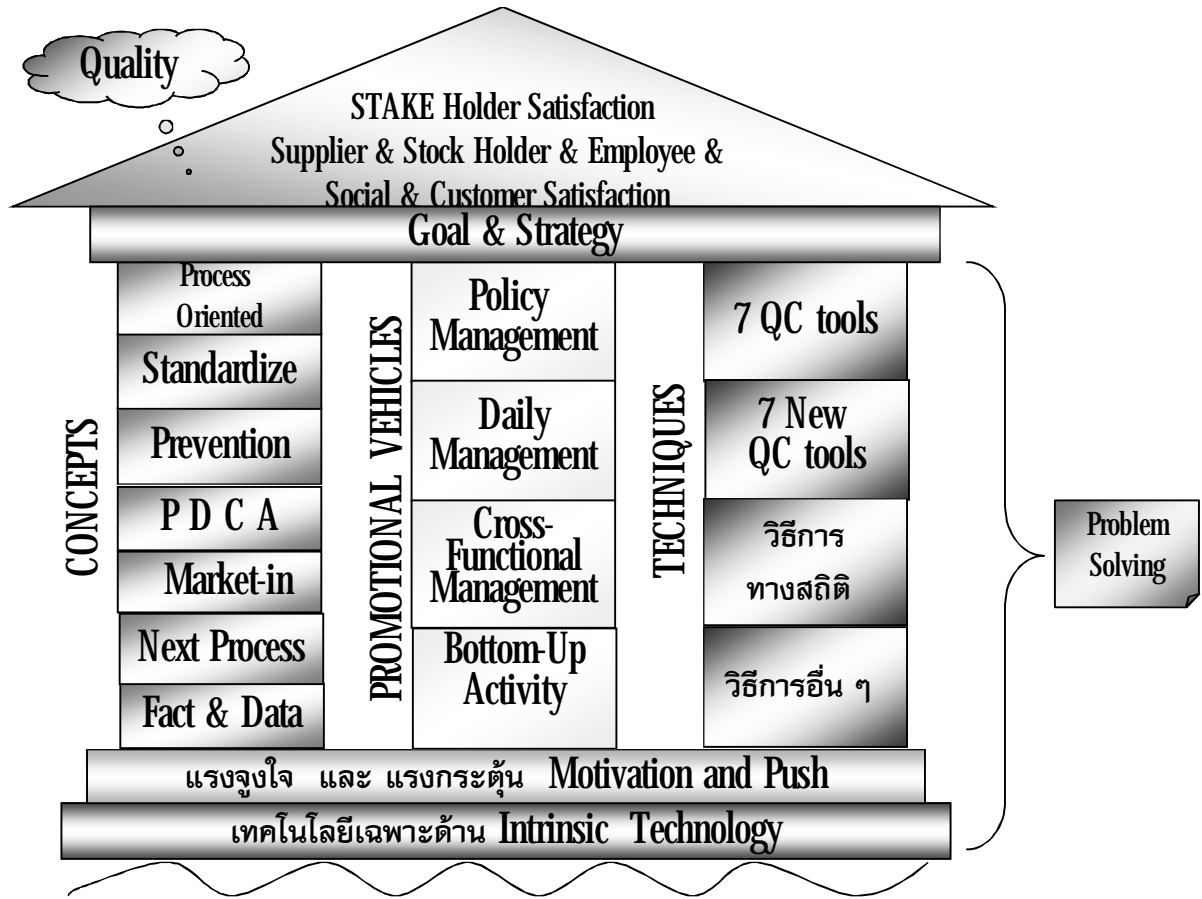 Quality
STAKE Holder Satisfaction
Supplier & Stock Holder & Employee &
Social & Customer Satisfaction
Goal & Strategy
CONCEPTS
Process
Oriented
Standardize
Prevention
P D C A
Market-in
Next Process
Fact & Data
PROMOTIONAL VEHICLES
Policy
Management
Daily
Management
Cross-
Functional
Management
Bottom-Up
Activity
TECHNIQUES
7 QC tools
7 New
QC tools
วิธีการ
ทางสถิติ
วิธีการอื่น ๆ
Problem
Solving
แรงจูงใจ และ แรงกระตุ้น Motivation and Push
เทคโนโลยีเฉพาะด้าน Intrinsic Technology